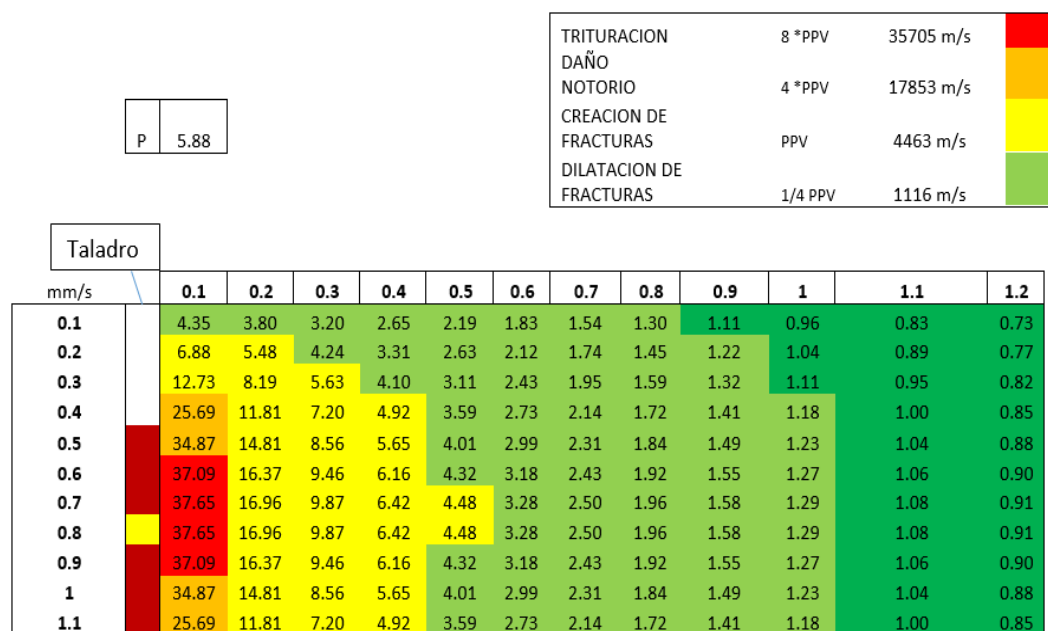 TRITURACION 8 *PPV 35705 m/s
DAÑO
NOTORIO 4 *PPV 17853 m/s
CREACION DE
FRACTURAS PPV 4463 m/s
DILATACION DE
FRACTURAS 1/4 PPV 1116 m/s
P 5.88
Taladro
mm/s 0.1 0.2 0.3 0.4 0.5 0.6 0.7 0.8 0.9 1 1.1 1.2
0.1 4.35 3.80 3.20 2.65 2.19 1.83 1.54 1.30 1.11 0.96 0.83 0.73
0.2 6.88 5.48 4.24 3.31 2.63 2.12 1.74 1.45 1.22 1.04 0.89 0.77
0.3 12.73 8.19 5.63 4.10 3.11 2.43 1.95 1.59 1.32 1.11 0.95 0.82
0.4 25.69 11.81 7.20 4.92 3.59 2.73 2.14 1.72 1.41 1.18 1.00 0.85
0.5 34.87 14.81 8.56 5.65 4.01 2.99 2.31 1.84 1.49 1.23 1.04 0.88
0.6 37.09 16.37 9.46 6.16 4.32 3.18 2.43 1.92 1.55 1.27 1.06 0.90
0.7 37.65 16.96 9.87 6.42 4.48 3.28 2.50 1.96 1.58 1.29 1.08 0.91
0.8 37.65 16.96 9.87 6.42 4.48 3.28 2.50 1.96 1.58 1.29 1.08 0.91
0.9 37.09 16.37 9.46 6.16 4.32 3.18 2.43 1.92 1.55 1.27 1.06 0.90
1 34.87 14.81 8.56 5.65 4.01 2.99 2.31 1.84 1.49 1.23 1.04 0.88
1.1 25.69 11.81 7.20 4.92 3.59 2.73 2.14 1.72 1.41 1.18 1.00 0.85